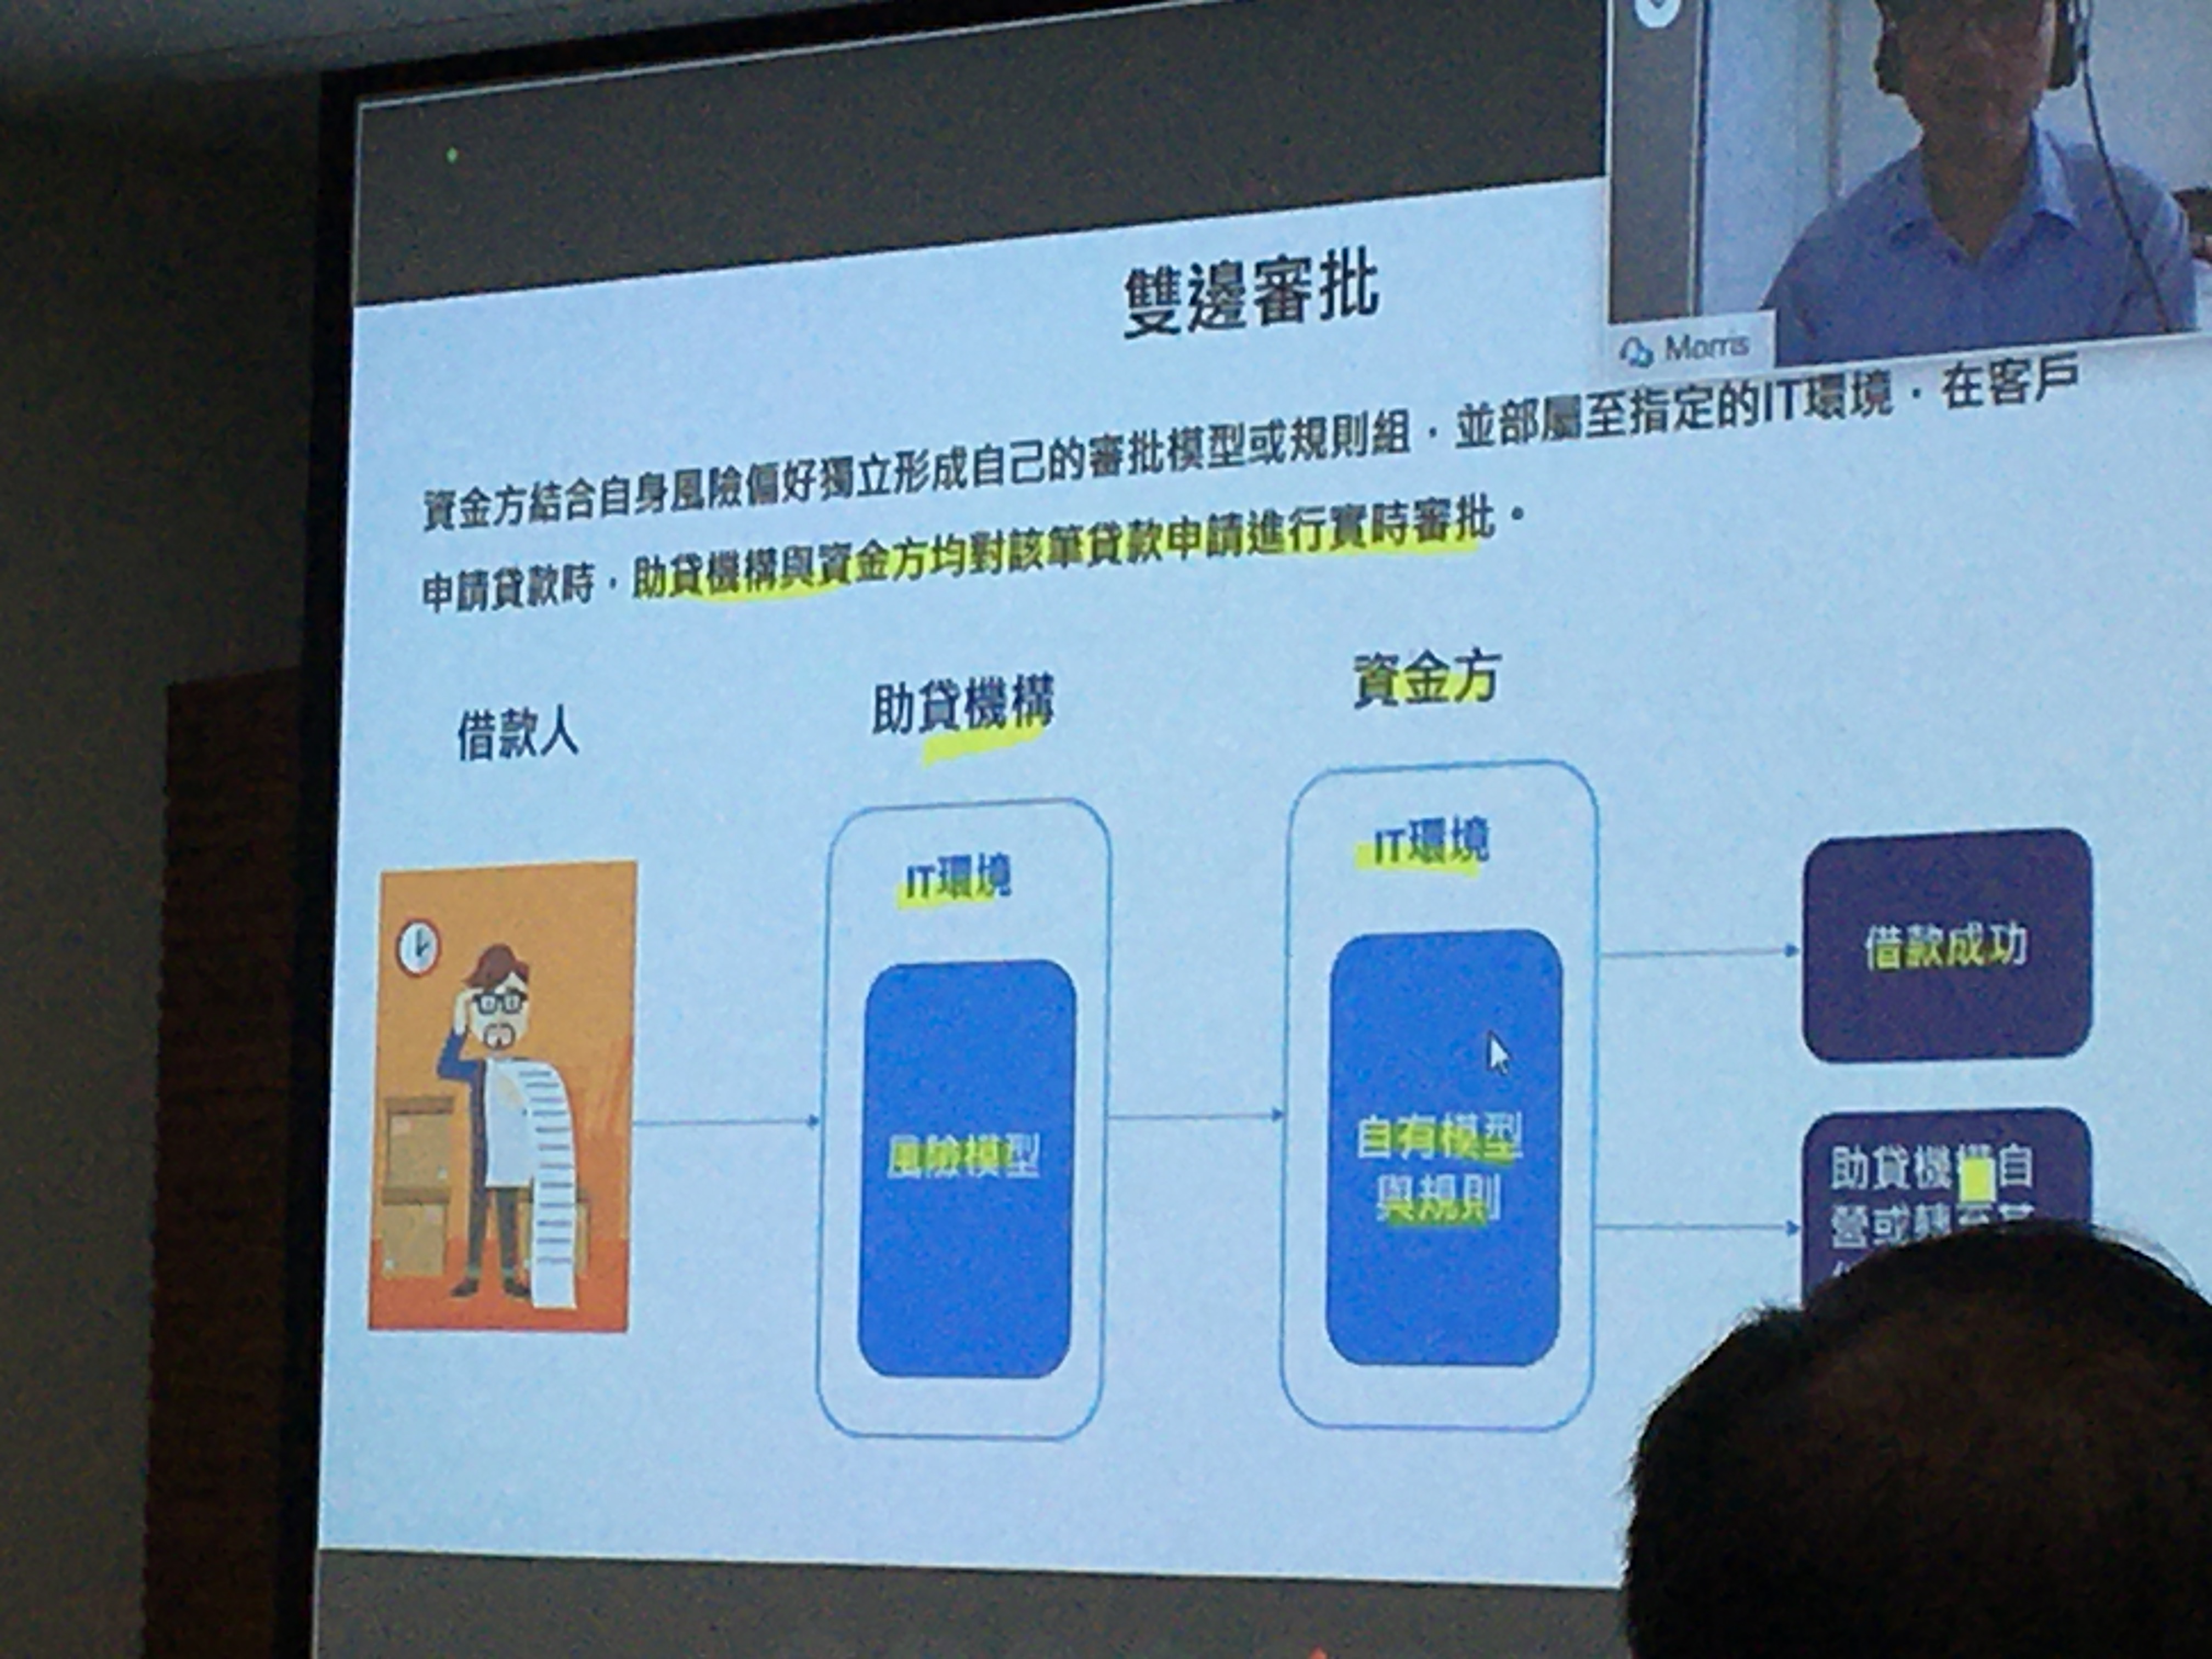 雙邊審批
Morris
資金方結合自身風險偏好獨立形成自己的審批模型或規則組，並部屬至指定的IT環境，在客戶
申請貸款時，助貸機構與資金方均對該筆貸款申請進行實時審批。
借款人
助貸機構
資金方
IT環境
IT環境
風險模型
自有模型
與規則
借款成功
助貸機構自
營或轉至其